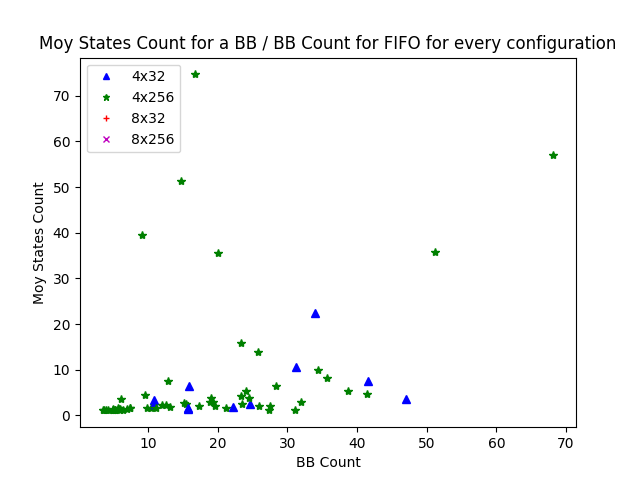 Moy States Count for a BB / BB Count for FIFO for every configuration
4x32
4x256
8x32
8x256
70
60
50
40
30
20
10
0
Moy States Count
10 20 30 40 50 60 70
BB Count